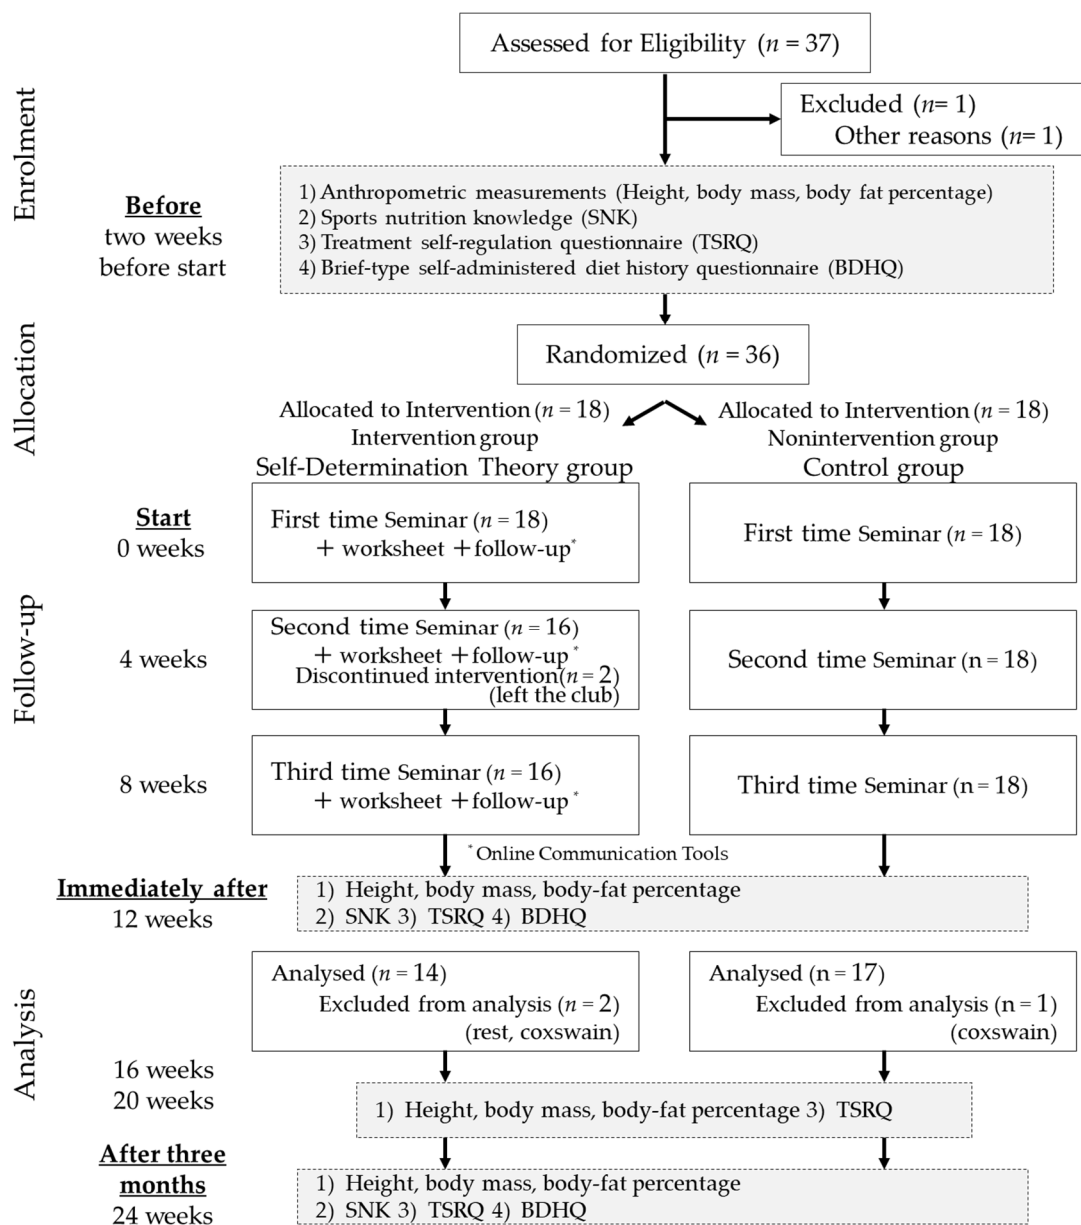 Assessed for Eligibility (n = 37)
Enrolment
Excluded (n= 1)
Other reasons (n= 1)
Before
two weeks
before start
1) Anthropometric measurements (Height, body mass, body fat percentage)
2) Sports nutrition knowledge (SNK)
3) Treatment self-regulation questionnaire (TSRQ)
4) Brief-type self-administered diet history questionnaire (BDHQ)
Allocation
Randomized (n = 36)
Allocated to Intervention (n = 18)
Intervention group
Self-Determination Theory group
Allocated to Intervention (n = 18)
Nonintervention group
Control group
Start
0 weeks
First time Seminar (n = 18)
+ worksheet +follow-up*
First time Seminar (n = 18)
Follow-up
4 weeks
Second time Seminar (n = 16)
+ worksheet +follow-up*
Discontinued intervention(n = 2)
(left the club)
Second time Seminar (n = 18)
8 weeks
Third time Seminar (n = 16)
+ worksheet +follow-up*
Third time Seminar (n = 18)
* Online Communication Tools
Immediately after
12 weeks
1) Height, body mass, body-fat percentage
2) SNK 3) TSRQ 4) BDHQ
Analysis
Analysed (n = 14)
Excluded from analysis (n = 2)
(rest, coxswain)
Analysed (n = 17)
Excluded from analysis (n = 1)
(coxswain)
16 weeks
20 weeks
1) Height, body mass, body-fat percentage 3) TSRQ
After three
months
24 weeks
1) Height, body mass, body-fat percentage
2) SNK 3) TSRQ 4) BDHQ